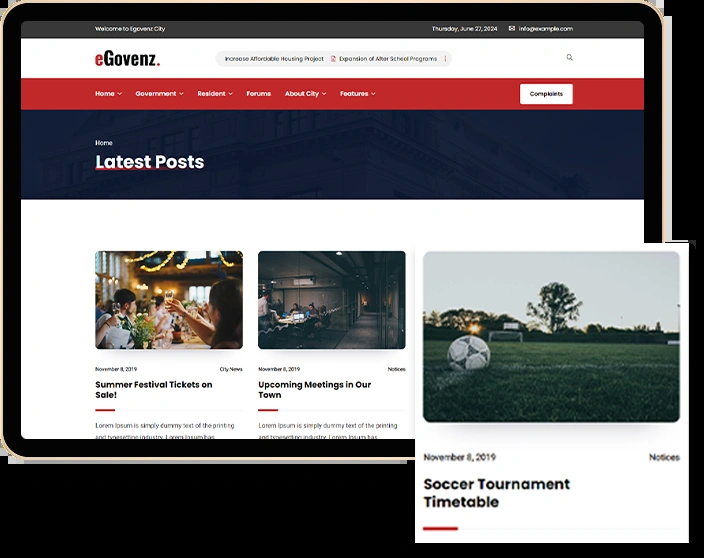 Welcome to Egovenz City
Thursday, June 27, 2024
info@example.com
eGovenz.
Increase Affordable Housing Project
Expansion of After School Programs
Home
Government
Resident
Forums
About City
Features
Complaints
Home
Latest Posts
November 8, 2019
City News
Summer Festival Tickets on
Sale!
Lorem Ipsum is simply dummy text of the printing
and typesetting industry. Lorem Ipsum has
November 8, 2019
Notices
Upcoming Meetings in Our
Town
Lorem Ipsum is simply dummy text of the printing
and typesetting industry. Lorem Ipsum has
November 8, 2019
Notices
Soccer Tournament
Timetable